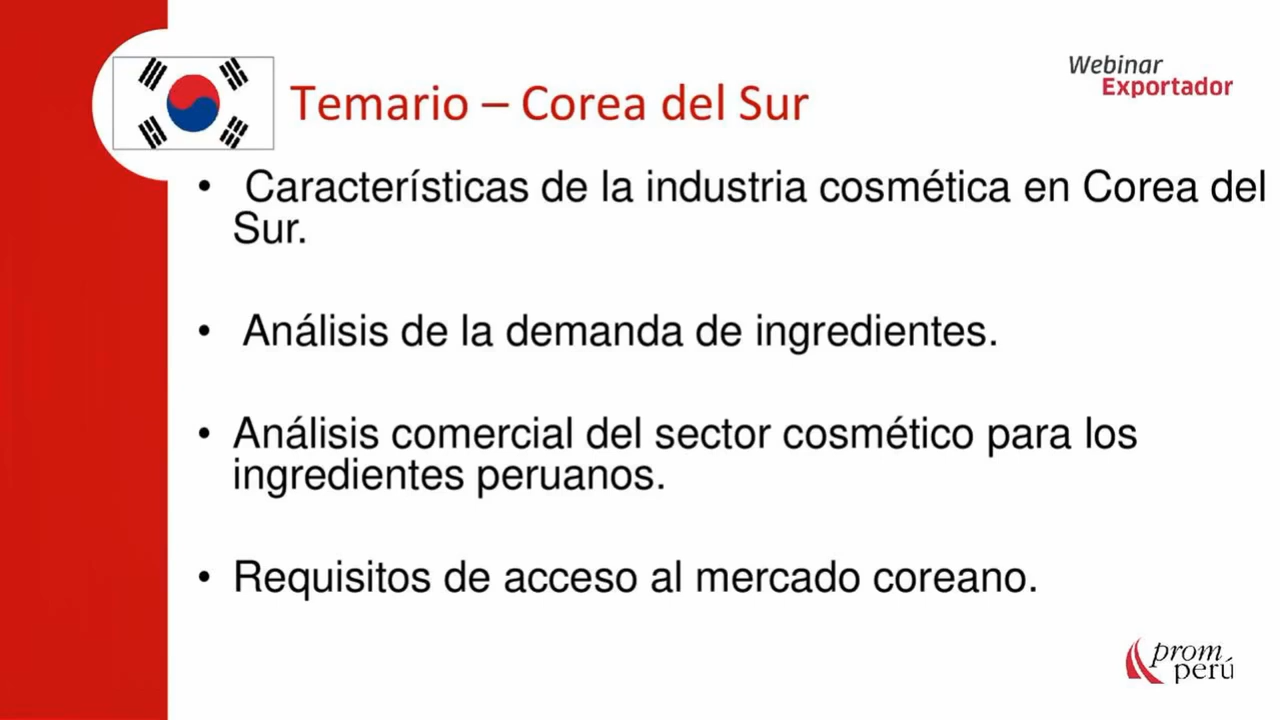 Webinar
Exportador
Temario – Corea del Sur
• Características de la industria cosmética en Corea del
Sur.
• Análisis de la demanda de ingredientes.
• Análisis comercial del sector cosmético para los
ingredientes peruanos.
• Requisitos de acceso al mercado coreano.
prom
perú